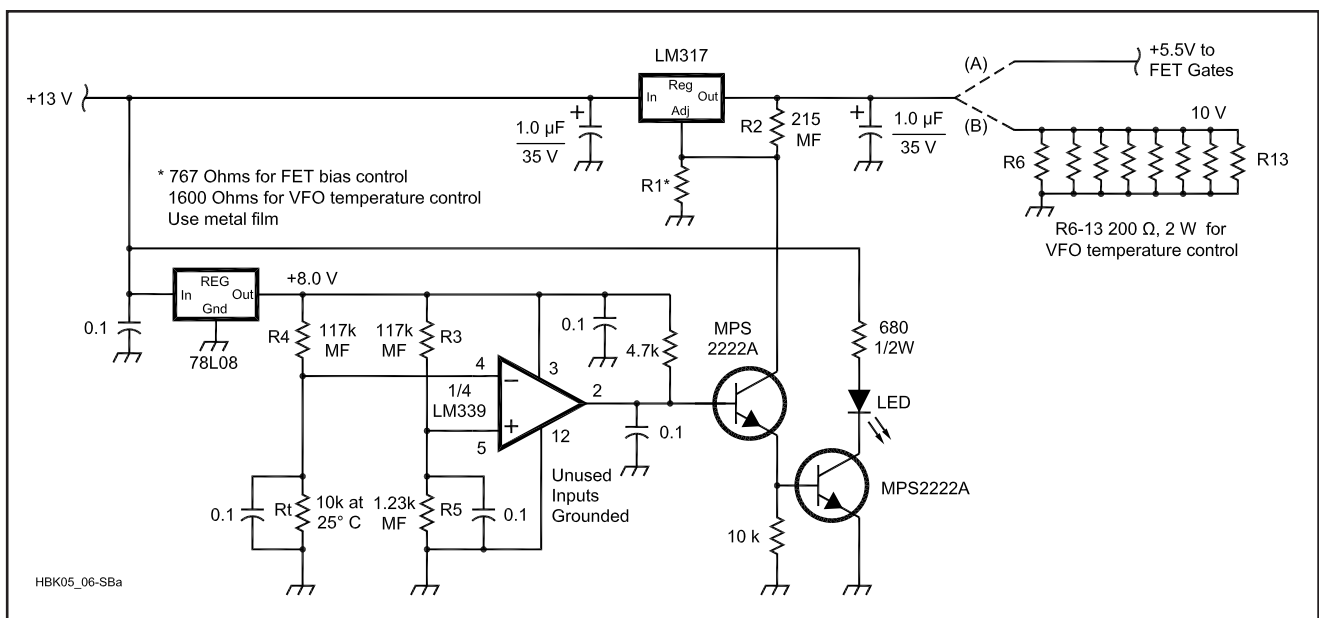 LM317
+5.5V to
FET Gates
(A)
+13 V
Reg
In
Out
Adj
(B)
10 V
+
1.0 µF
35 V
R2
215
MF
+
1.0 µF
35 V
R6
R13
R1*
* 767 Ohms for FET bias control
1600 Ohms for VFO temperature control
Use metal film
R6-13 200 Ω, 2 W for
VFO temperature control
REG
In
Out
Gnd
+8.0 V
0.1
78L08
R4
117k
MF
117k
MF
R3
0.1
4.7k
MPS
2222A
680
1/2W
4
3
−
1/4
LM339
2
+
5
12
0.1
LED
Unused
Inputs
Grounded
MPS2222A
0.1
Rt
10k at
25° C
1.23k
MF
R5
0.1
10 k
HBK05_06-SBa